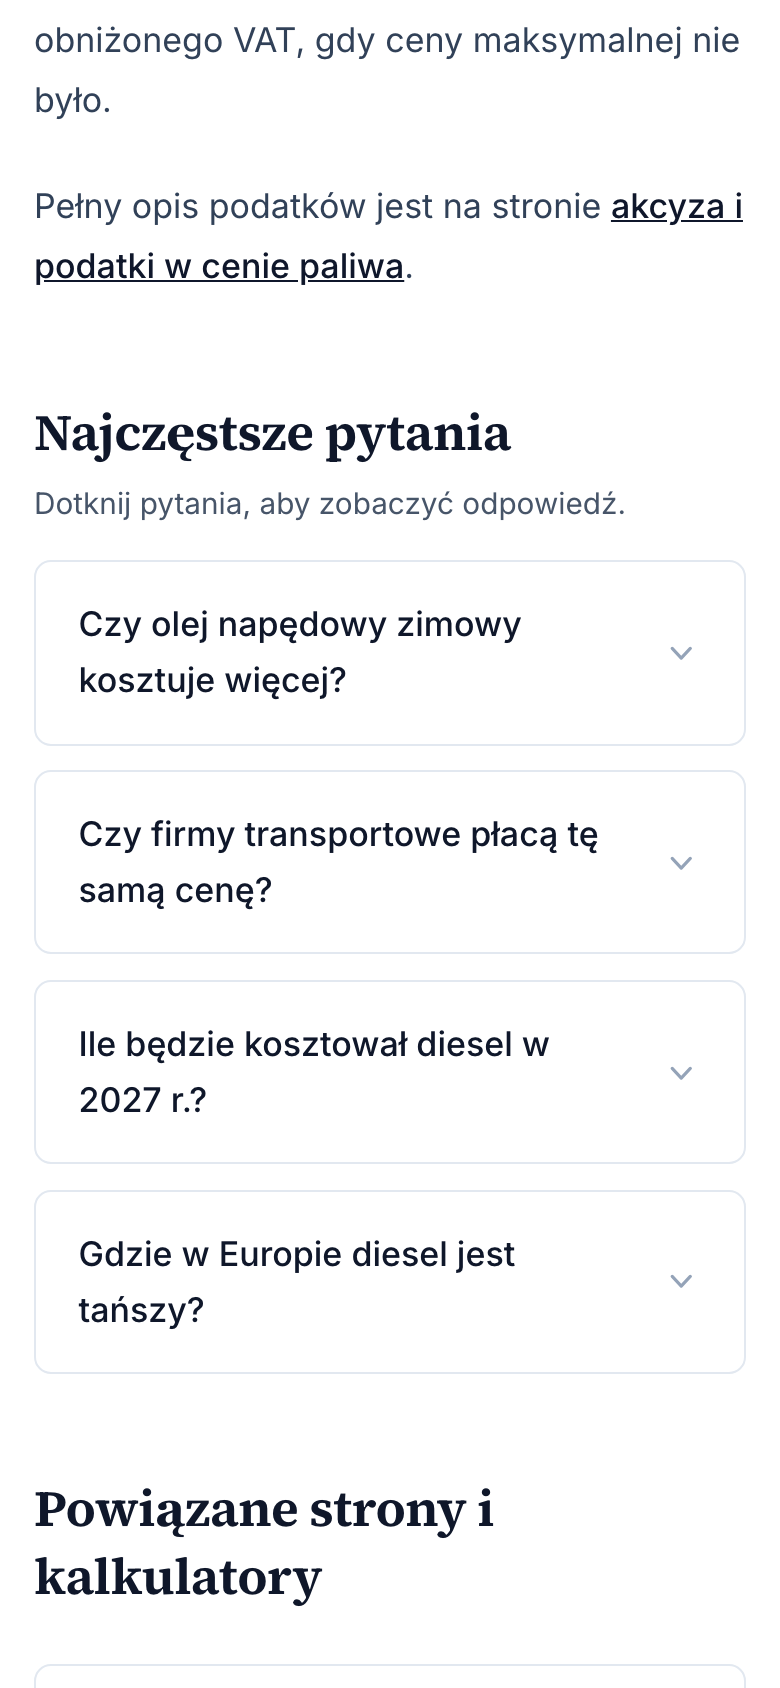 obniżonego VAT, gdy ceny maksymalnej nie
było.
Pełny opis podatków jest na stronie akcyza i
podatki w cenie paliwa.
Najczęstsze pytania
Dotknij pytania, aby zobaczyć odpowiedź.
Czy olej napędowy zimowy
kosztuje więcej?
Czy firmy transportowe płacą tę
samą cenę?
Ile będzie kosztował diesel w
2027 r.?
Gdzie w Europie diesel jest
tańszy?
Powiązane strony i
kalkulatory